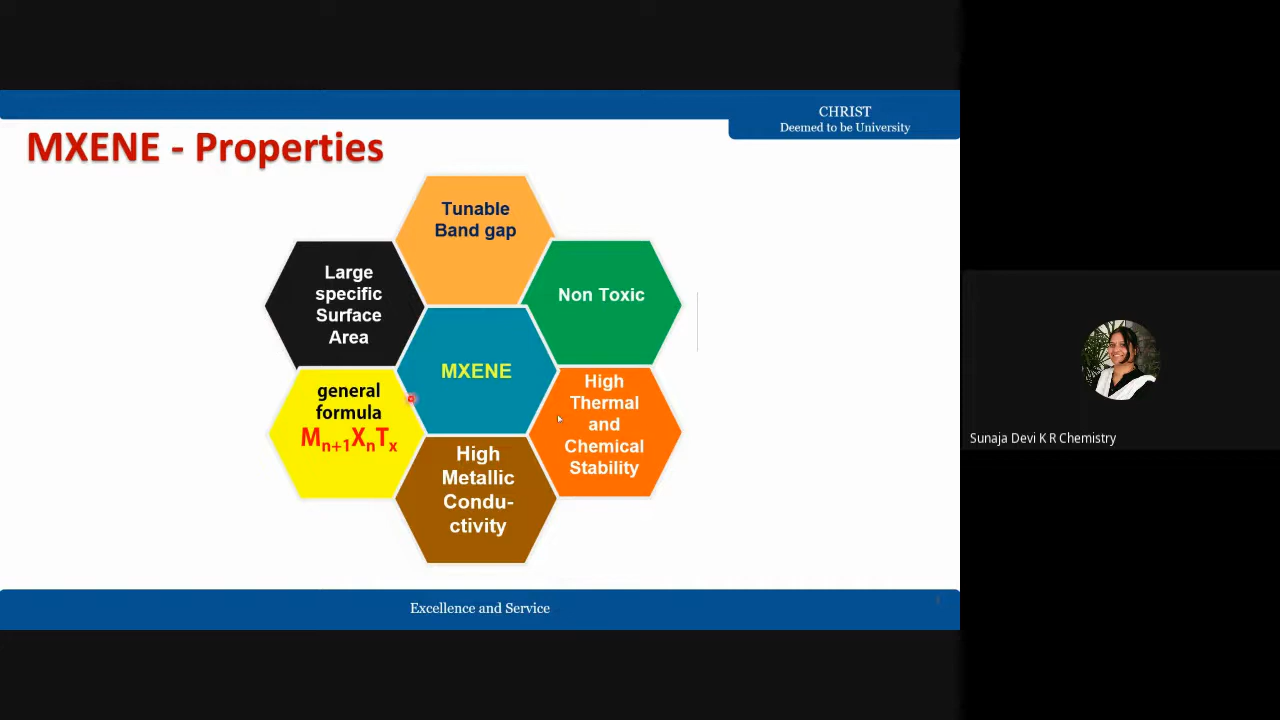 CHRIST
Deemed to be University
MXENE - Properties
Tunable
Band gap
Large
specific
Surface
Area
Non Toxic
MXENE
general
formula
Mn+1XnTx
High
Thermal
and
Chemical
Stability
High
Metallic
Condu-
ctivity
Sunaja Devi K R Chemistry
Excellence and Service